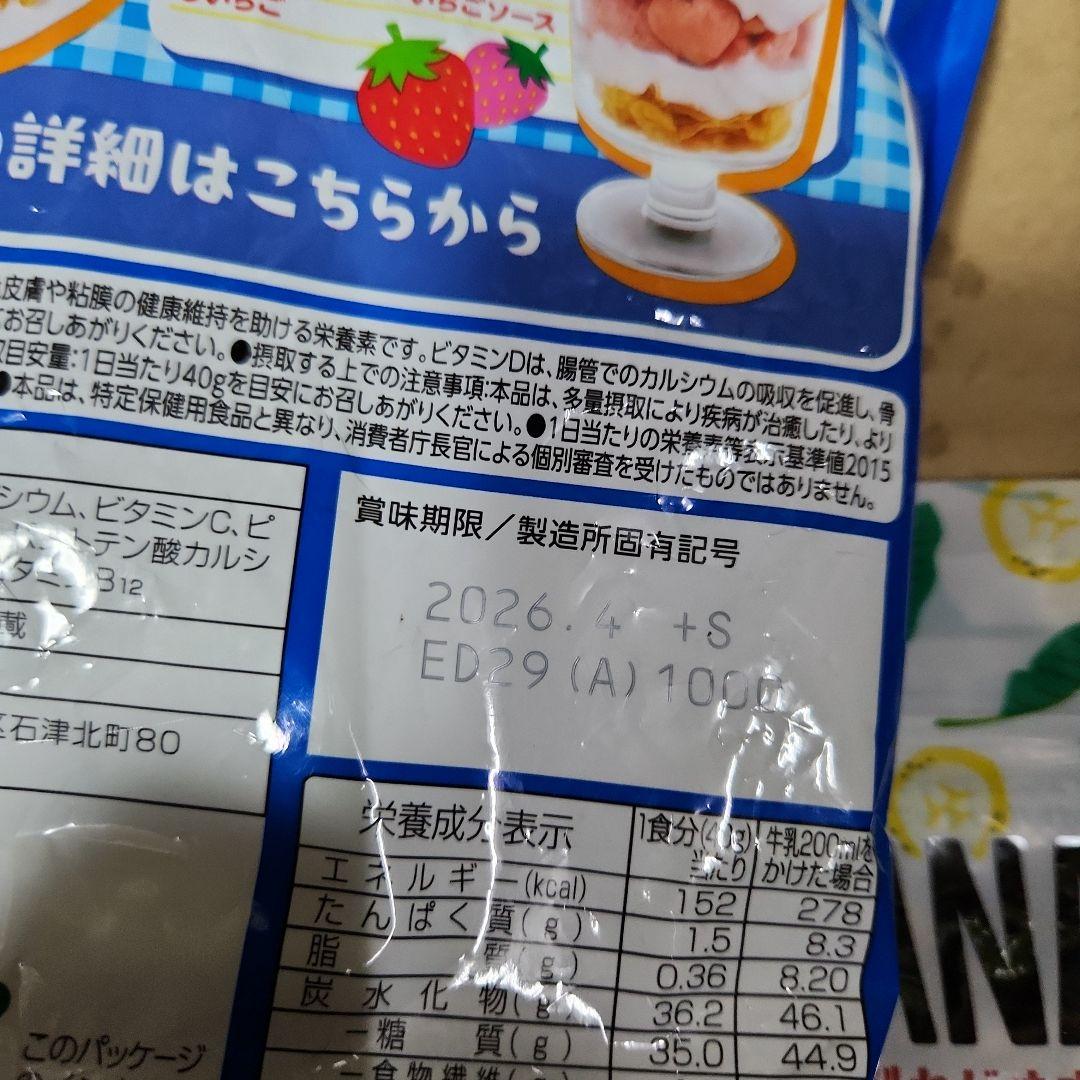 いちごソース
詳細はこちらから
皮膚や粘膜の健康維持を助ける栄養素です。ビタミンDは、腸管でのカルシウムの吸収を促進し、骨
お召しあがりください。●摂取する上での注意事項:本品は、多量摂取により疾病が治癒したり、より
目安量:1日当たり40gを目安にお召しあがりください。●1日当たりの栄養素等表示基準値2015
●本品は、特定保健用食品と異なり、消費者庁長官による個別審査を受けたものではありません。
シウム、ビタミンC、ピ
トテン酸カルシ
B12
載
石津北町80
賞味期限/製造所固有記号
2026.4 +S
ED29 (A) 1000
栄養成分表示 1食分(40g)当たり 牛乳200mlをかけた場合
エネルギー(kcal) 152 278
たんぱく質(g) 1.5 8.3
脂質(g) 0.36 8.20
炭水化物(g) 36.2 46.1
-糖質(g) 35.0 44.9
-食物繊維(g)
このパッケージ